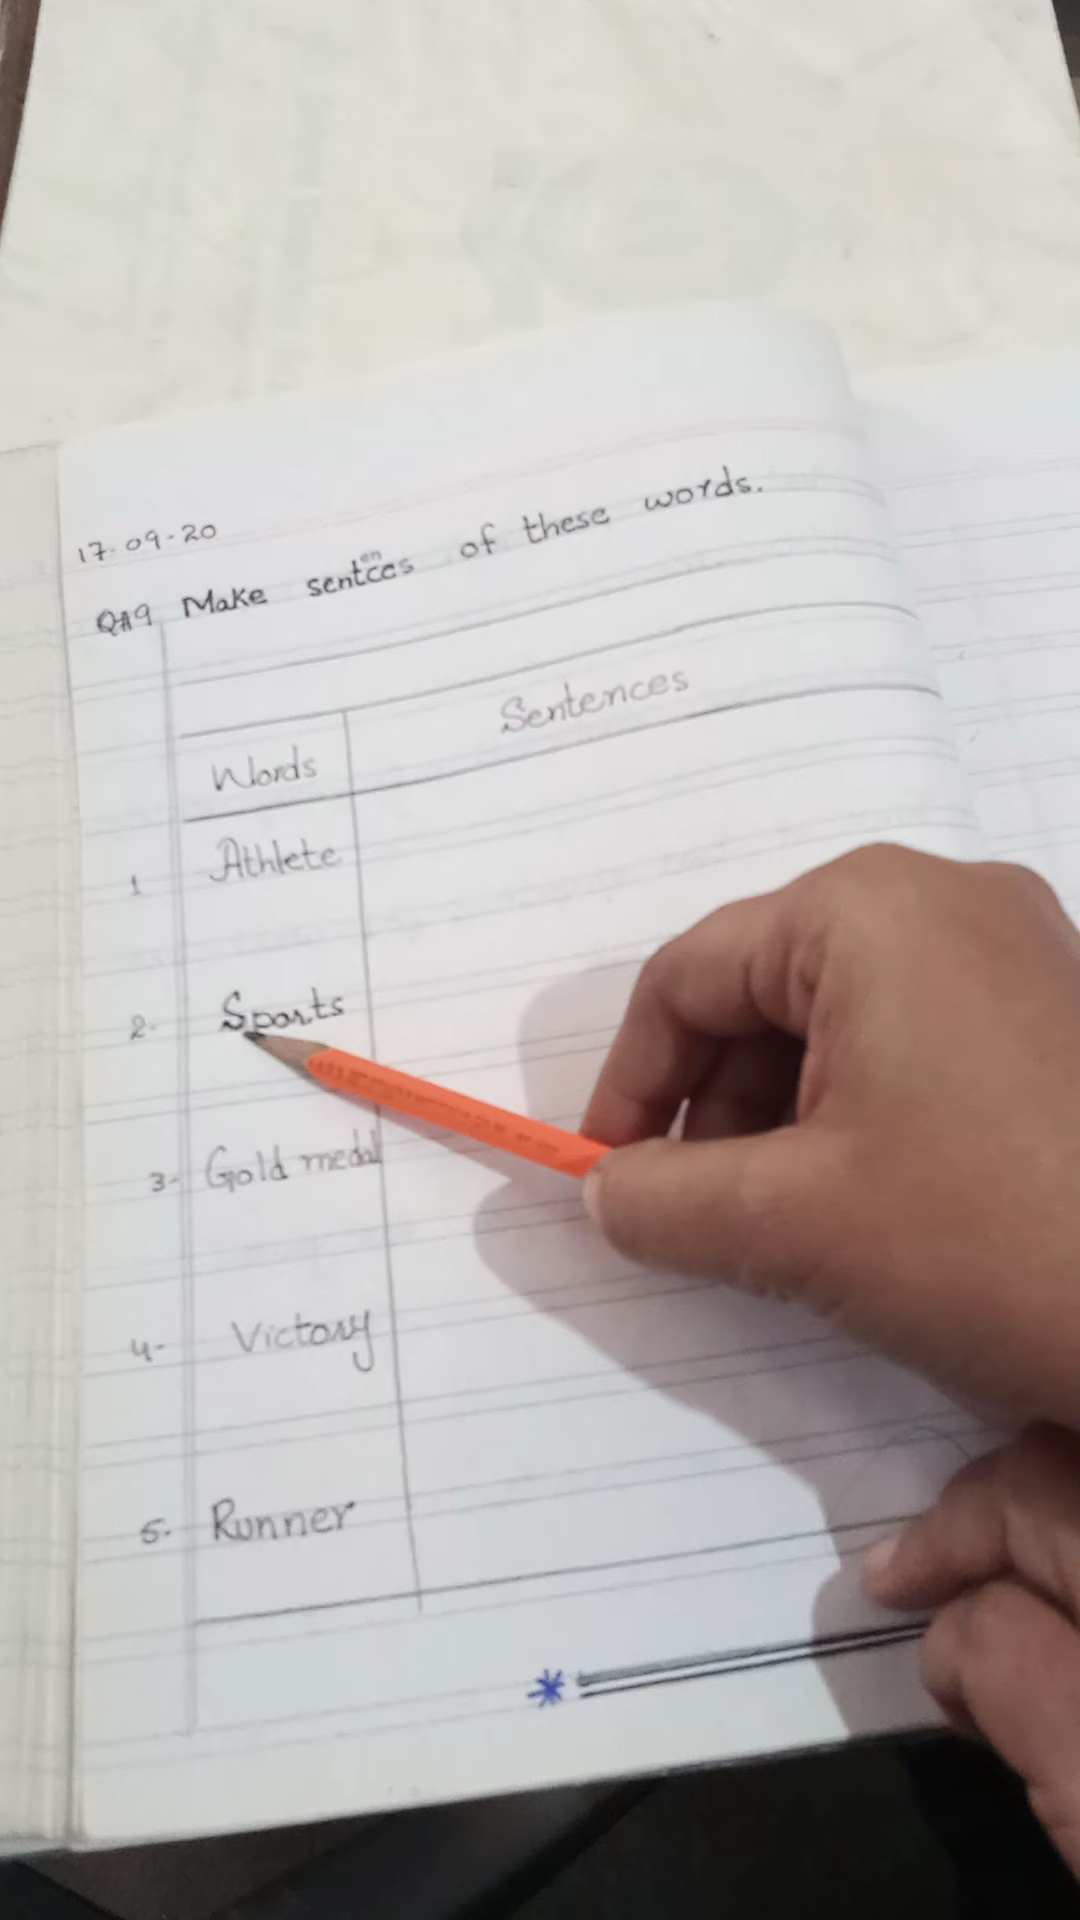 17-09-20
Q#9 Make sentences of these words.
Words Sentences
1 Athlete
2- Sports
3- Gold medal
4- Victory
5- Runner